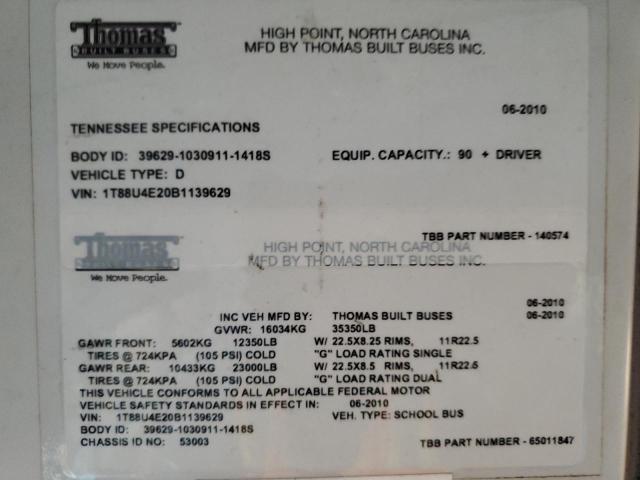 Thomas
BUILT BUSES
We Move People.
HIGH POINT, NORTH CAROLINA
MFD BY THOMAS BUILT BUSES INC.
06-2010
TENNESSEE SPECIFICATIONS
BODY ID: 39629-1030911-1418S EQUIP. CAPACITY.: 90 + DRIVER
VEHICLE TYPE: D
VIN: 1T88U4E20B1139629
TBB PART NUMBER - 140574
Thomas
BUILT BUSES
We Move People.
HIGH POINT, NORTH CAROLINA
MFD BY THOMAS BUILT BUSES INC.
06-2010
INC VEH MFD BY: THOMAS BUILT BUSES 06-2010
GVWR: 16034KG 35350LB
GAWR FRONT: 5602KG 12350LB W/ 22.5X8.25 RIMS, 11R22.5
TIRES @ 724KPA (105 PSI) COLD "G" LOAD RATING SINGLE
GAWR REAR: 10433KG 23000LB W/ 22.5X8.5 RIMS, 11R22.5
TIRES @ 724KPA (105 PSI) COLD "G" LOAD RATING DUAL
THIS VEHICLE CONFORMS TO ALL APPLICABLE FEDERAL MOTOR
VEHICLE SAFETY STANDARDS IN EFFECT IN: 06-2010
VIN: 1T88U4E20B1139629 VEH. TYPE: SCHOOL BUS
BODY ID: 39629-1030911-1418S
CHASSIS ID NO: 53003 TBB PART NUMBER - 65011847